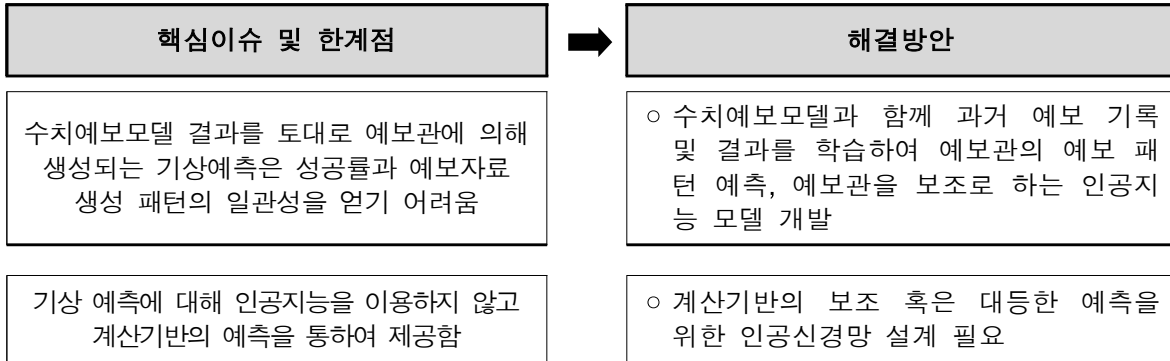 핵심이슈 및 한계점
해결방안
수치예보모델 결과를 토대로 예보관에 의해
생성되는 기상예측은 성공률과 예보자료
생성 패턴의 일관성을 얻기 어려움
○ 수치예보모델과 함께 과거 예보 기록
및 결과를 학습하여 예보관의 예보 패
턴 예측, 예보관을 보조로 하는 인공지
능 모델 개발
기상 예측에 대해 인공지능을 이용하지 않고
계산기반의 예측을 통하여 제공함
○ 계산기반의 보조 혹은 대등한 예측을
위한 인공신경망 설계 필요